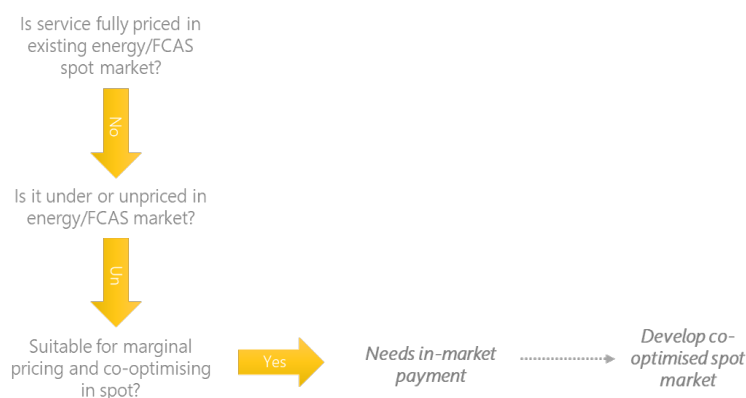 Is service fully priced in
existing energy/FCAS
spot market?
No
Is it under or unpriced in
energy/FCAS market?
Un
Suitable for marginal
pricing and co-optimising
in spot?
Yes
Needs in-market
payment
Develop co-
optimised spot
market